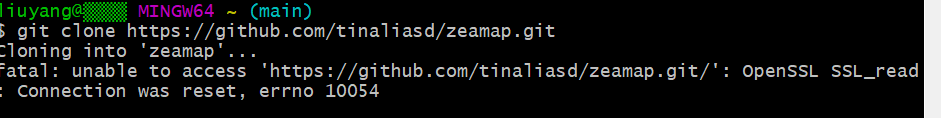 liuyang@▒▒▒▒ MINGW64 ~ (main)
$ git clone https://github.com/tinaliasd/zeamap.git
Cloning into 'zeamap'...
fatal: unable to access 'https://github.com/tinaliasd/zeamap.git/': OpenSSL SSL_read
: Connection was reset, errno 10054